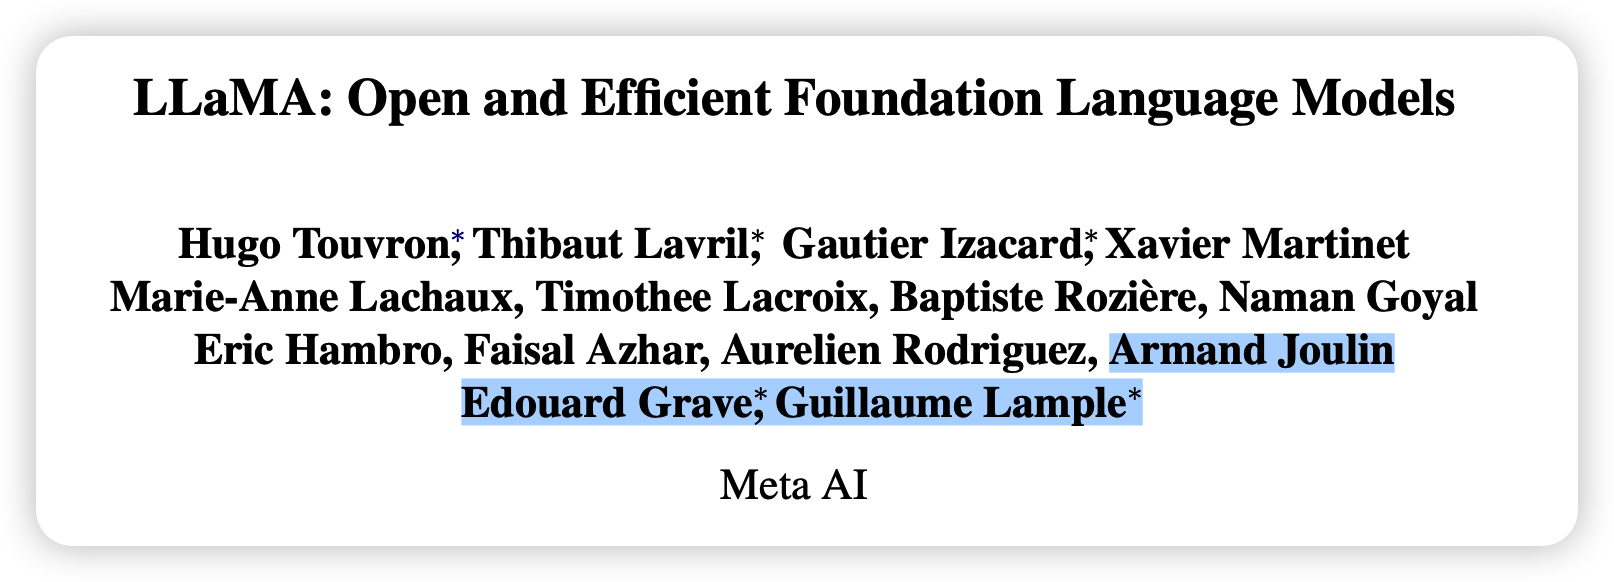 LLaMA: Open and Efficient Foundation Language Models
Hugo Touvron,* Thibaut Lavril,* Gautier Izacard,* Xavier Martinet
Marie-Anne Lachaux, Timothee Lacroix, Baptiste Rozière, Naman Goyal
Eric Hambro, Faisal Azhar, Aurelien Rodriguez, Armand Joulin
Edouard Grave,* Guillaume Lample*
Meta AI